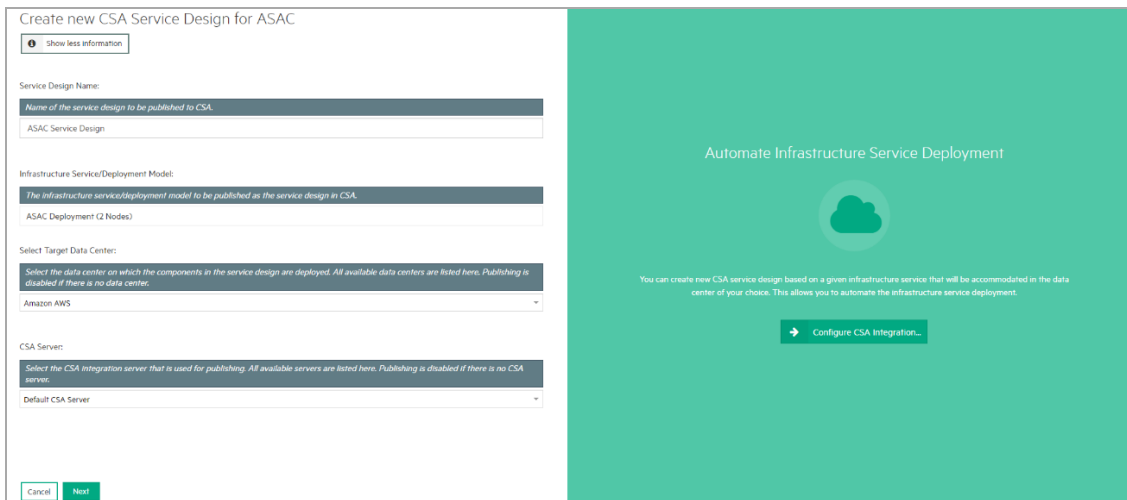 Create new CSA Service Design for ASAC
Show less information
Service Design Name:
Name of the service design to be published to CSA.
ASAC Service Design
Infrastructure Service/Deployment Model:
The infrastructure service/deployment model to be published as the service design in CSA.
ASAC Deployment (2 Nodes)
Select Target Data Center:
Select the data center on which the components in the service design are deployed. All available data centers are listed here. Publishing is
disabled if there is no data center.
Amazon AWS
CSA Server:
Select the CSA integration server that is used for publishing. All available servers are listed here. Publishing is disabled if there is no CSA
server.
Default CSA Server
Cancel
Next
Automate Infrastructure Service Deployment
You can create new CSA service design based on a given infrastructure service that will be accommodated in the data
center of your choice. This allows you to automate the infrastructure service deployment.
Configure CSA Integration...